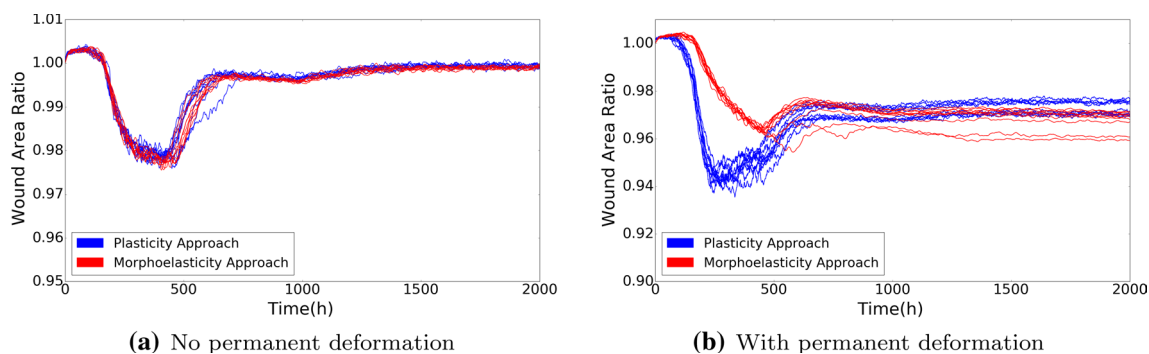 1.01
1.00
0.99
0.98
0.97
0.96
0.95
Wound Area Ratio
Plasticity Approach
Morphoelasticity Approach
0 500 1000 1500 2000
Time(h)
(a) No permanent deformation
1.00
0.98
0.96
0.94
0.92
0.90
Wound Area Ratio
Plasticity Approach
Morphoelasticity Approach
0 500 1000 1500 2000
Time(h)
(b) With permanent deformation